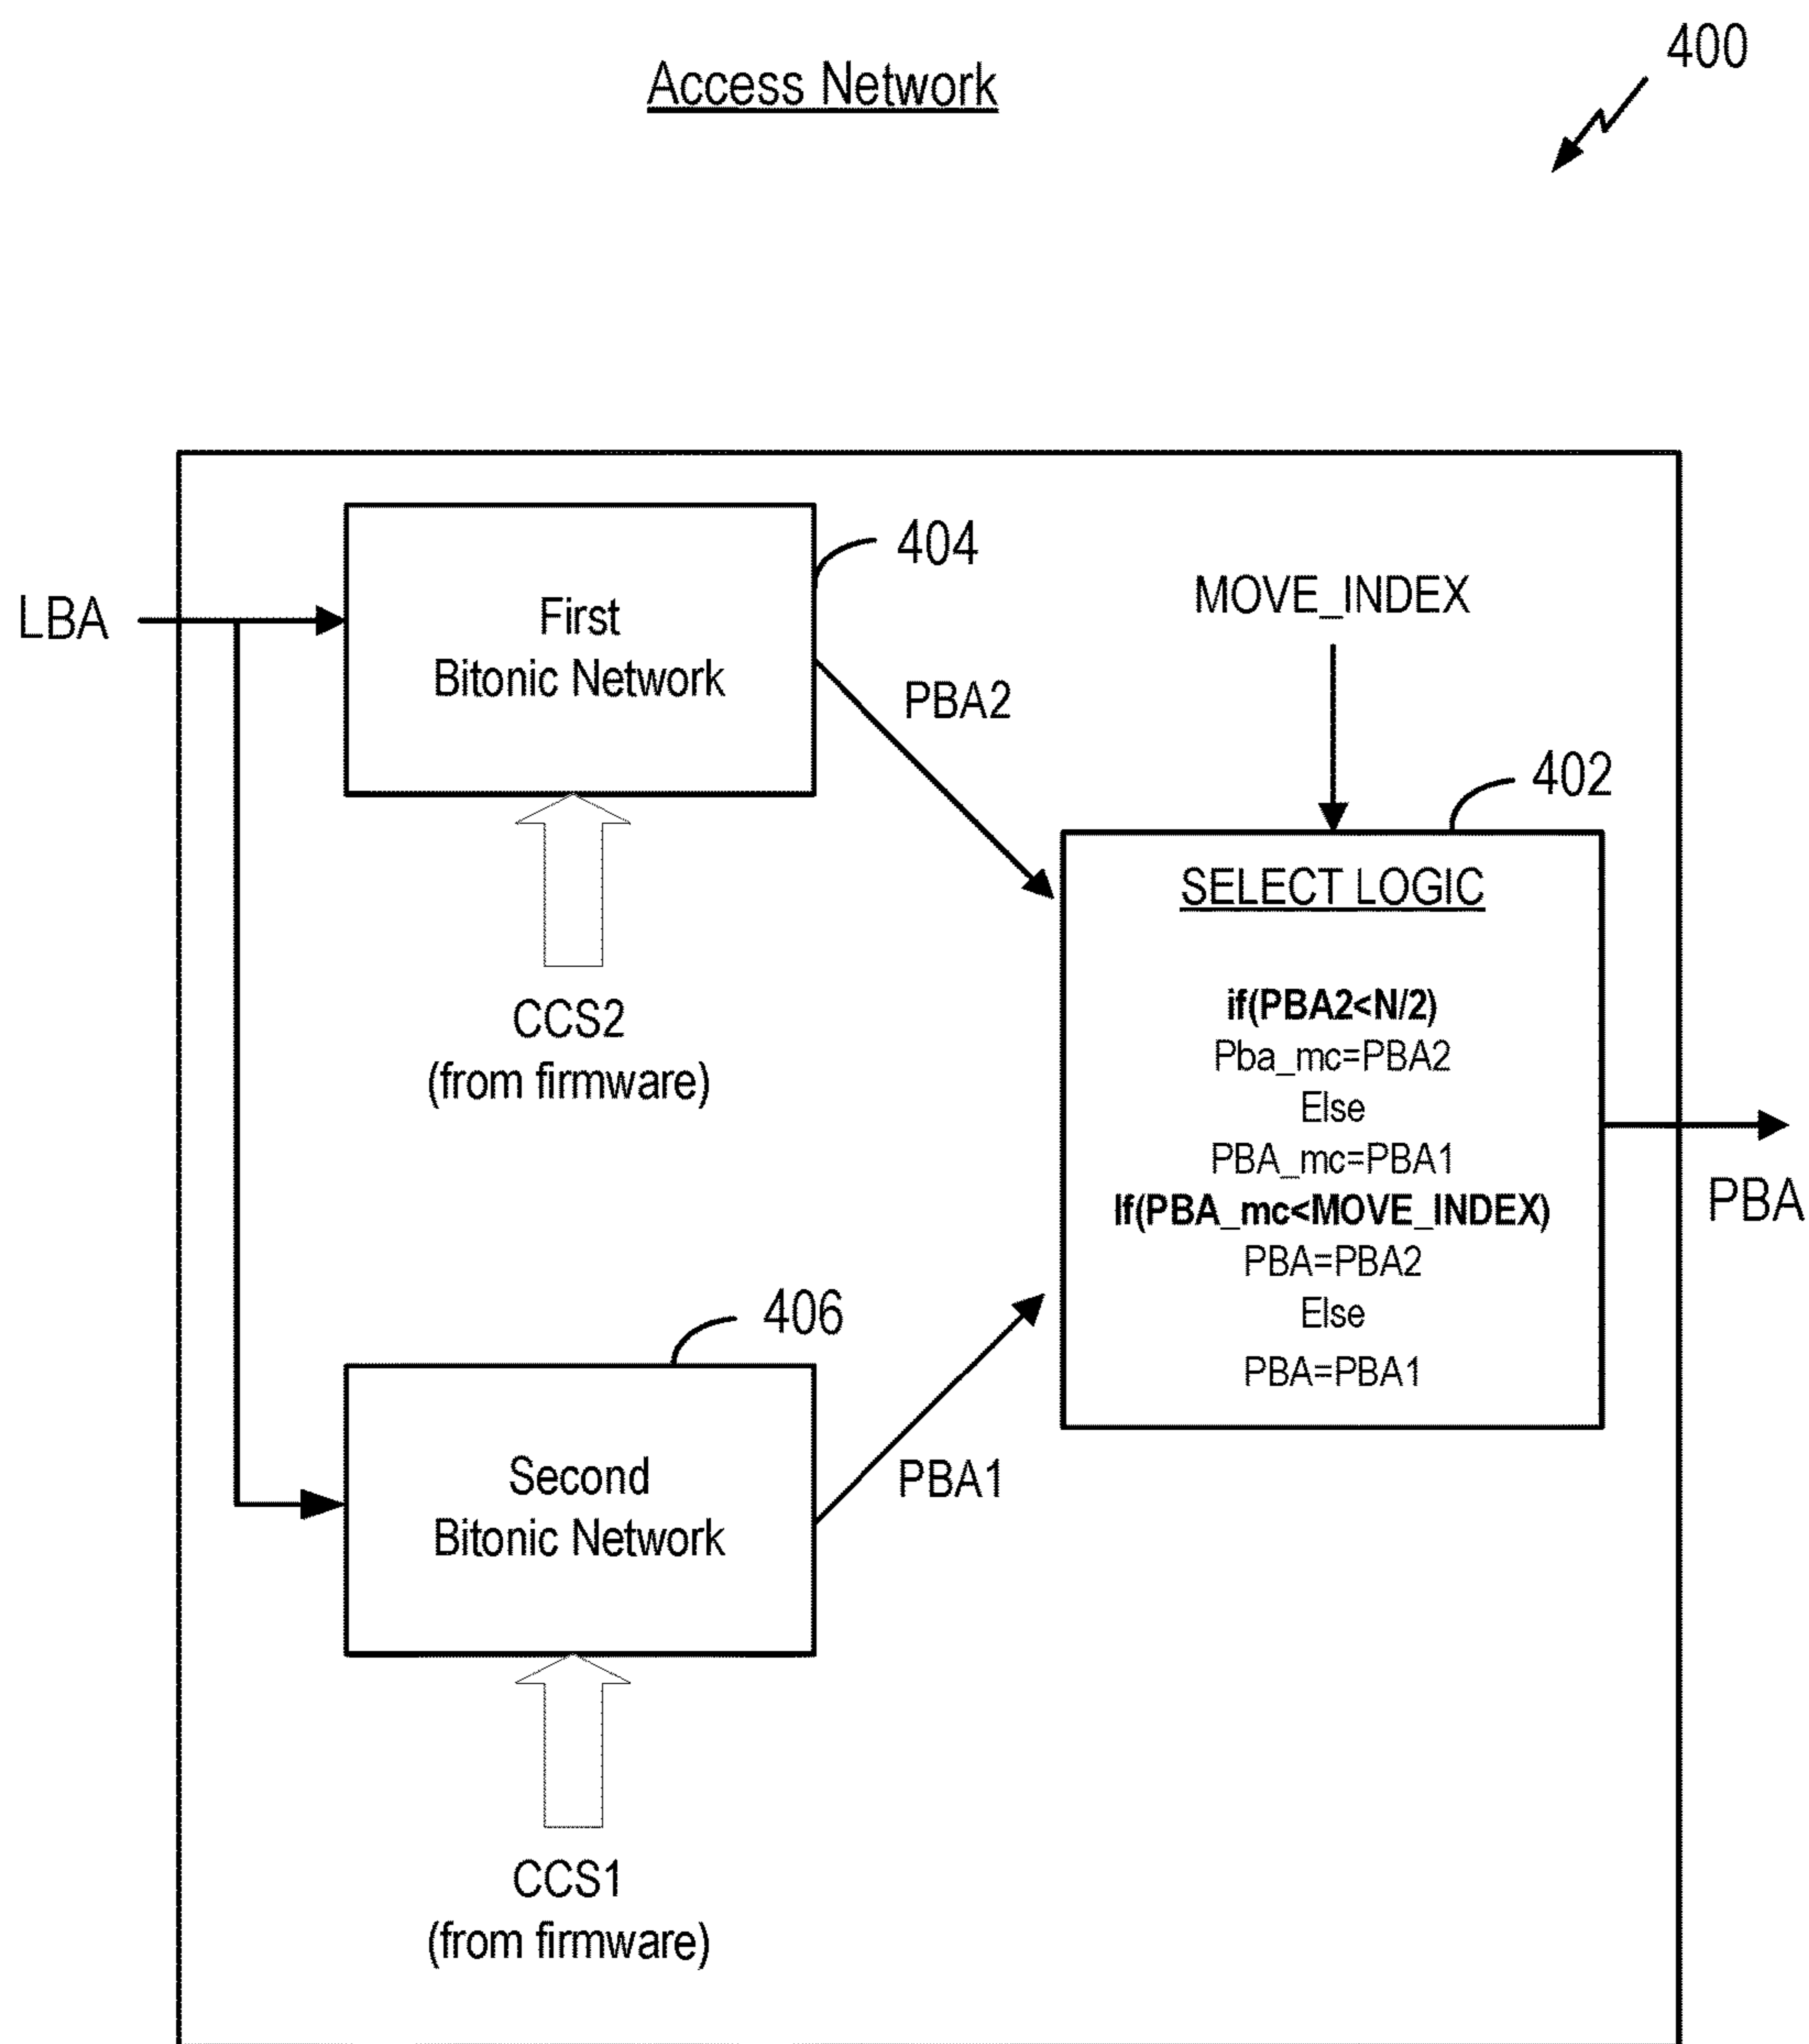 400
Access Network
404
LBA
First
Bitonic Network
MOVE_INDEX
PBA2
402
SELECT LOGIC
CCS2
(from firmware)
if(PBA2<N/2)
Pba_mc=PBA2
Else
PBA_mc=PBA1
If(PBA_mc<MOVE_INDEX)
PBA=PBA2
Else
PBA=PBA1
PBA
406
Second
Bitonic Network
PBA1
CCS1
(from firmware)